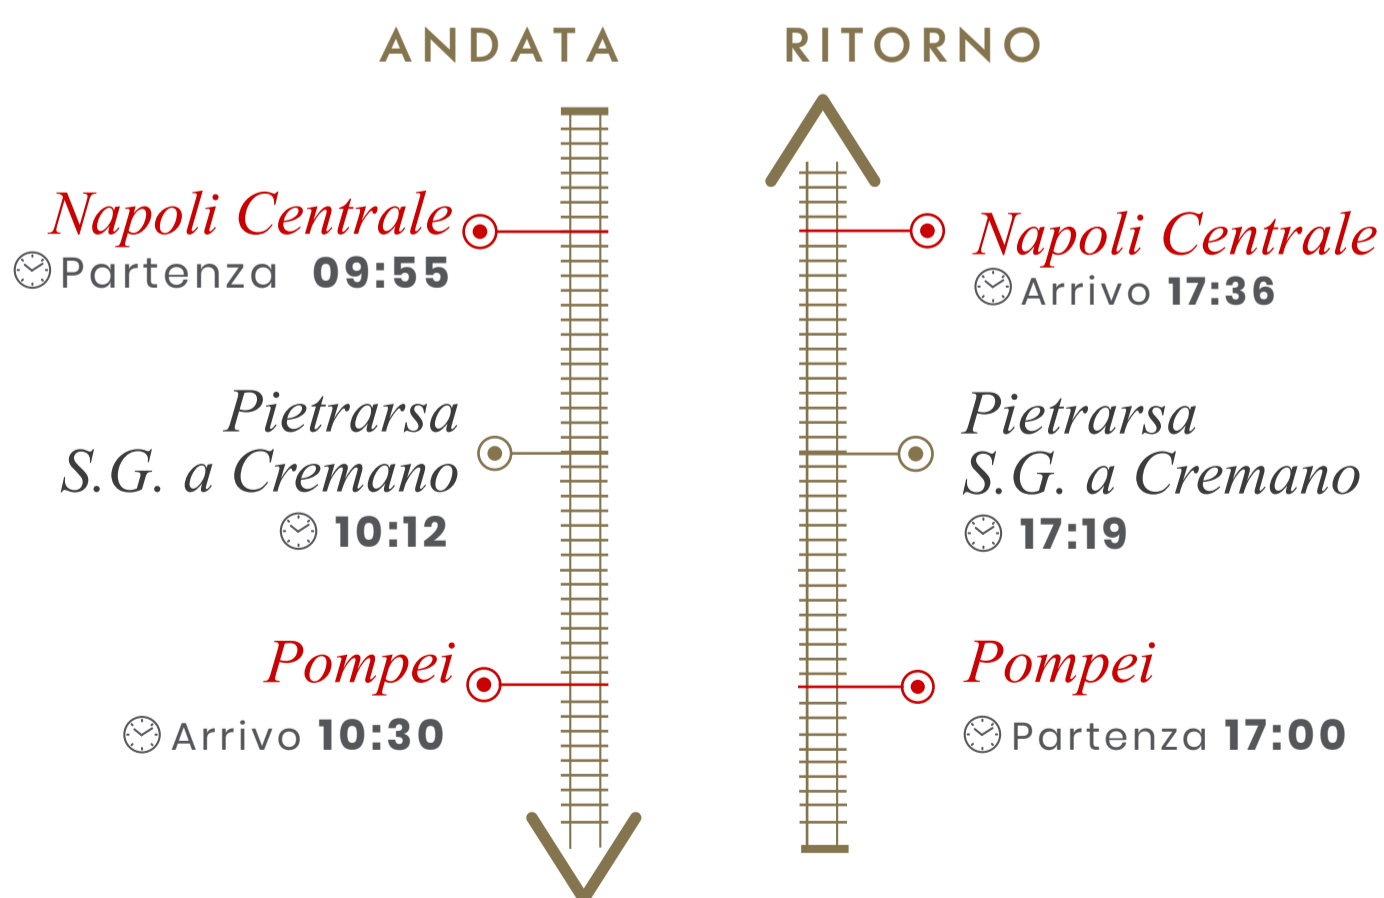 ANDATA
Napoli Centrale
Partenza 09:55
Pietrarsa
S.G. a Cremano
10:12
Pompei
Arrivo 10:30
RITORNO
Napoli Centrale
Arrivo 17:36
Pietrarsa
S.G. a Cremano
17:19
Pompei
Partenza 17:00